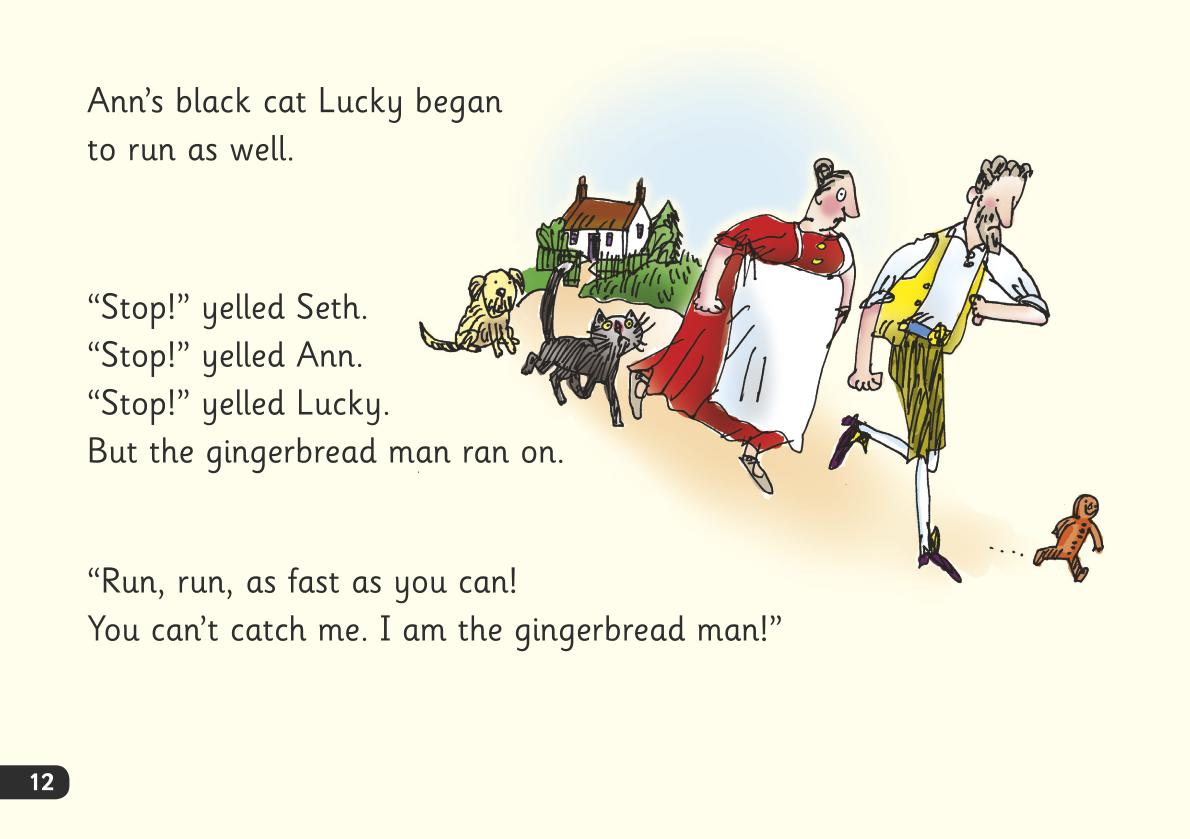 Ann’s black cat Lucky began
to run as well.
“Stop!” yelled Seth.
“Stop!” yelled Ann.
“Stop!” yelled Lucky.
But the gingerbread man ran on.
“Run, run, as fast as you can!
You can’t catch me. I am the gingerbread man!”
12